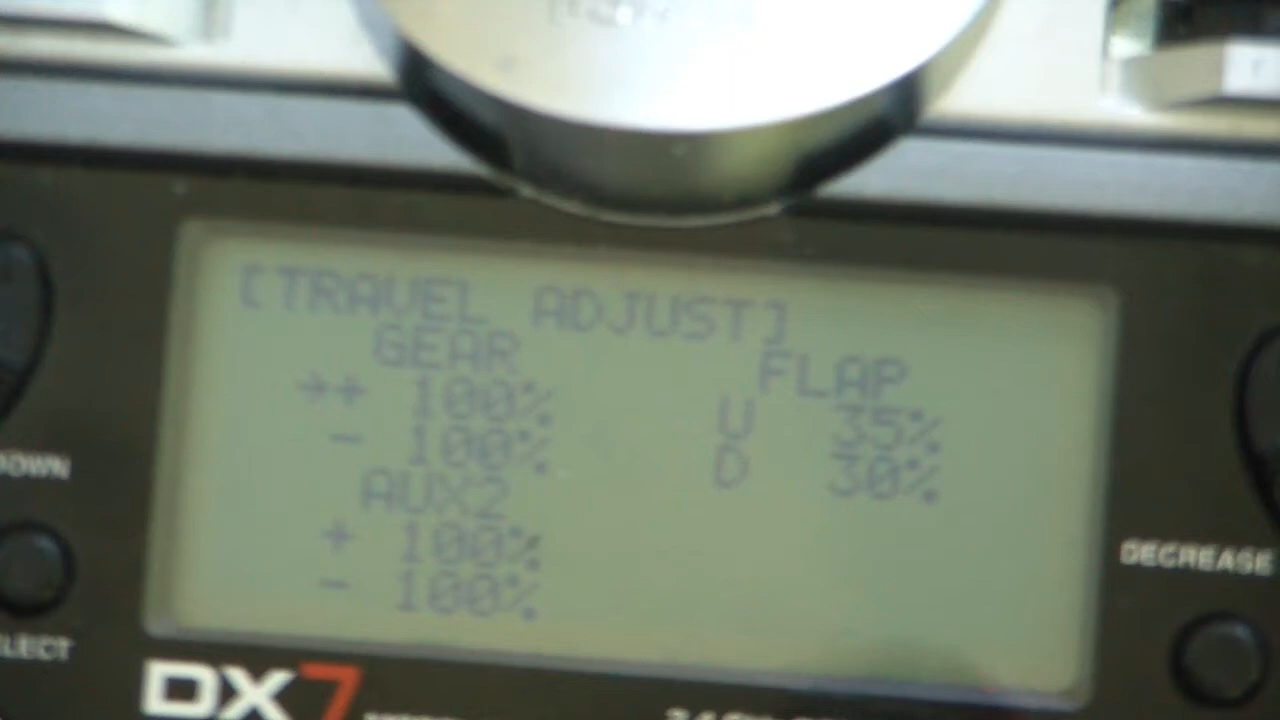 [TRAVEL ADJUST]
GEAR FLAP
→+ 100% U 35%
- 100% D 30%
AUX2
+ 100%
- 100%
DOWN
DECREASE
LECT
DX7